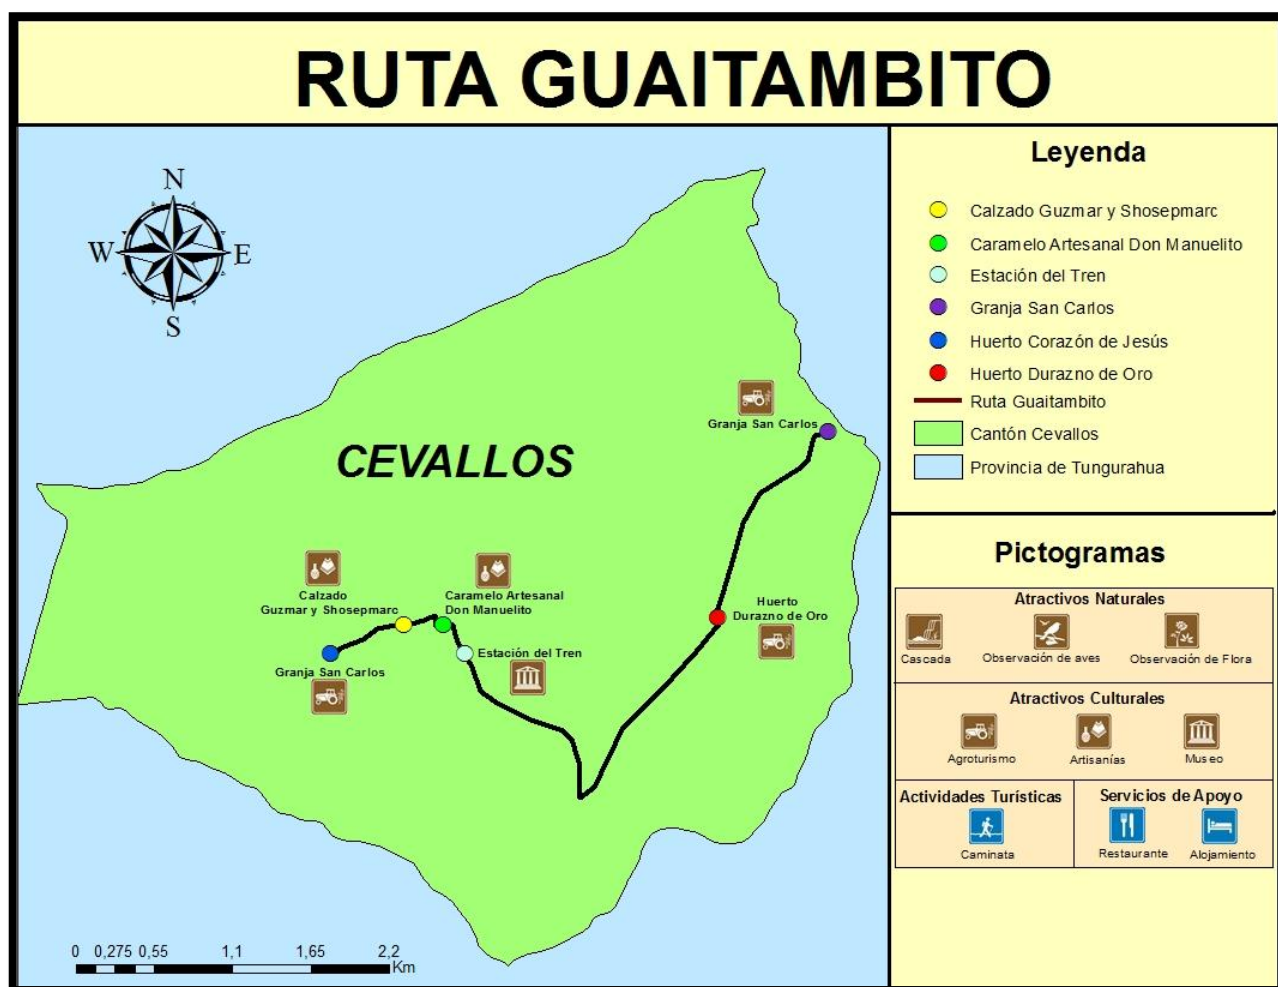 RUTA GUAITAMBITO
N
W
E
S
CEVALLOS
Granja San Carlos
Calzado
Guzmar y Shosepmarc
Caramelo Artesanal
Don Manuelito
Huerto
Durazno de Oro
Estación del Tren
Granja San Carlos
0 0,275 0,55 1,1 1,65 2,2
Km
Leyenda
Calzado Guzmar y Shosepmarc
Caramelo Artesanal Don Manuelito
Estación del Tren
Granja San Carlos
Huerto Corazón de Jesús
Huerto Durazno de Oro
Ruta Guaitambito
Cantón Cevallos
Provincia de Tungurahua
Pictogramas
Atractivos Naturales
Cascada
Observación de aves
Observación de Flora
Atractivos Culturales
Agroturismo
Artisanías
Museo
Actividades Turísticas
Caminata
Servicios de Apoyo
Restaurante
Alojamiento